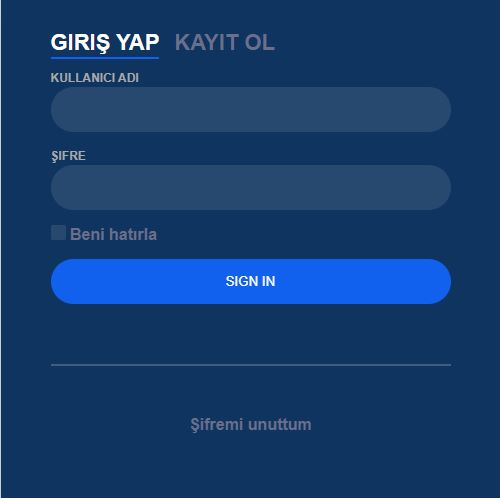 GIRIŞ YAP KAYIT OL
KULLANICI ADI
ŞIFRE
Beni hatırla
SIGN IN
Şifremi unuttum